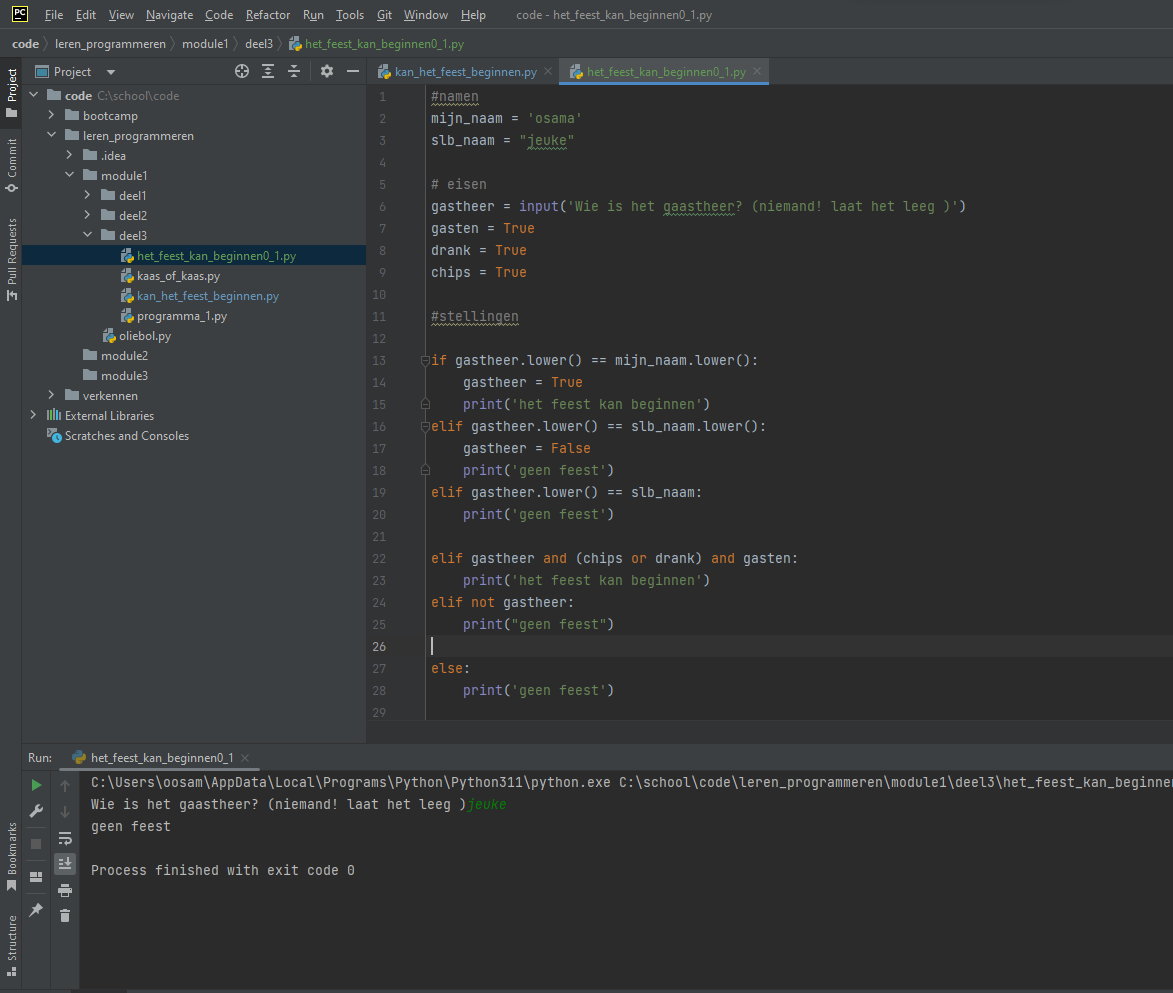 PC File Edit View Navigate Code Refactor Run Tools Git Window Help code - het_feest_kan_beginnen0_1.py
code leren_programmeren module1 deel3 het_feest_kan_beginnen0_1.py
Project
Commit
Pull Requests
Bookmarks
Structure
Project
code C:\school\code
bootcamp
leren_programmeren
.idea
module1
deel1
deel2
deel3
het_feest_kan_beginnen0_1.py
kaas_of_kaas.py
kan_het_feest_beginnen.py
programma_1.py
oliebol.py
module2
module3
verkennen
External Libraries
Scratches and Consoles
kan_het_feest_beginnen.py het_feest_kan_beginnen0_1.py
1 #namen
2 mijn_naam = 'osama'
3 slb_naam = "jeuke"
4
5 # eisen
6 gastheer = input('Wie is het gaastheer? (niemand! laat het leeg )')
7 gasten = True
8 drank = True
9 chips = True
10
11 #stellingen
12
13 if gastheer.lower() == mijn_naam.lower():
14     gastheer = True
15     print('het feest kan beginnen')
16 elif gastheer.lower() == slb_naam.lower():
17     gastheer = False
18     print('geen feest')
19 elif gastheer.lower() == slb_naam:
20     print('geen feest')
21
22 elif gastheer and (chips or drank) and gasten:
23     print('het feest kan beginnen')
24 elif not gastheer:
25     print("geen feest")
26
27 else:
28     print('geen feest')
29
Run: het_feest_kan_beginnen0_1
C:\Users\oosam\AppData\Local\Programs\Python\Python311\python.exe C:\school\code\leren_programmeren\module1\deel3\het_feest_kan_beginnen
Wie is het gaastheer? (niemand! laat het leeg )jeuke
geen feest
Process finished with exit code 0